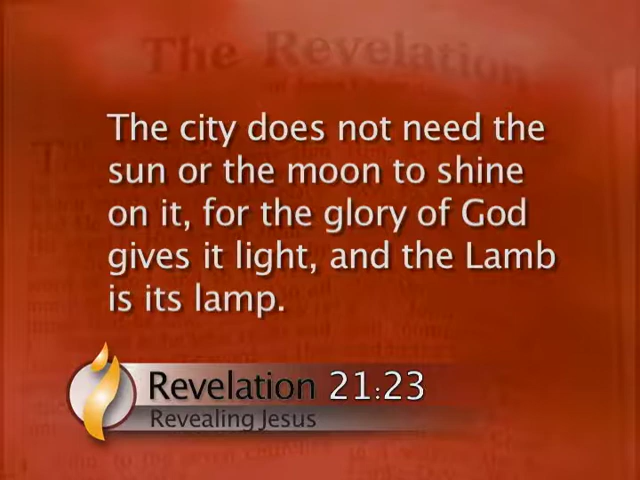 The Revelation
The city does not need the
sun or the moon to shine
on it, for the glory of God
gives it light, and the Lamb
is its lamp.
Revelation 21:23
Revealing Jesus